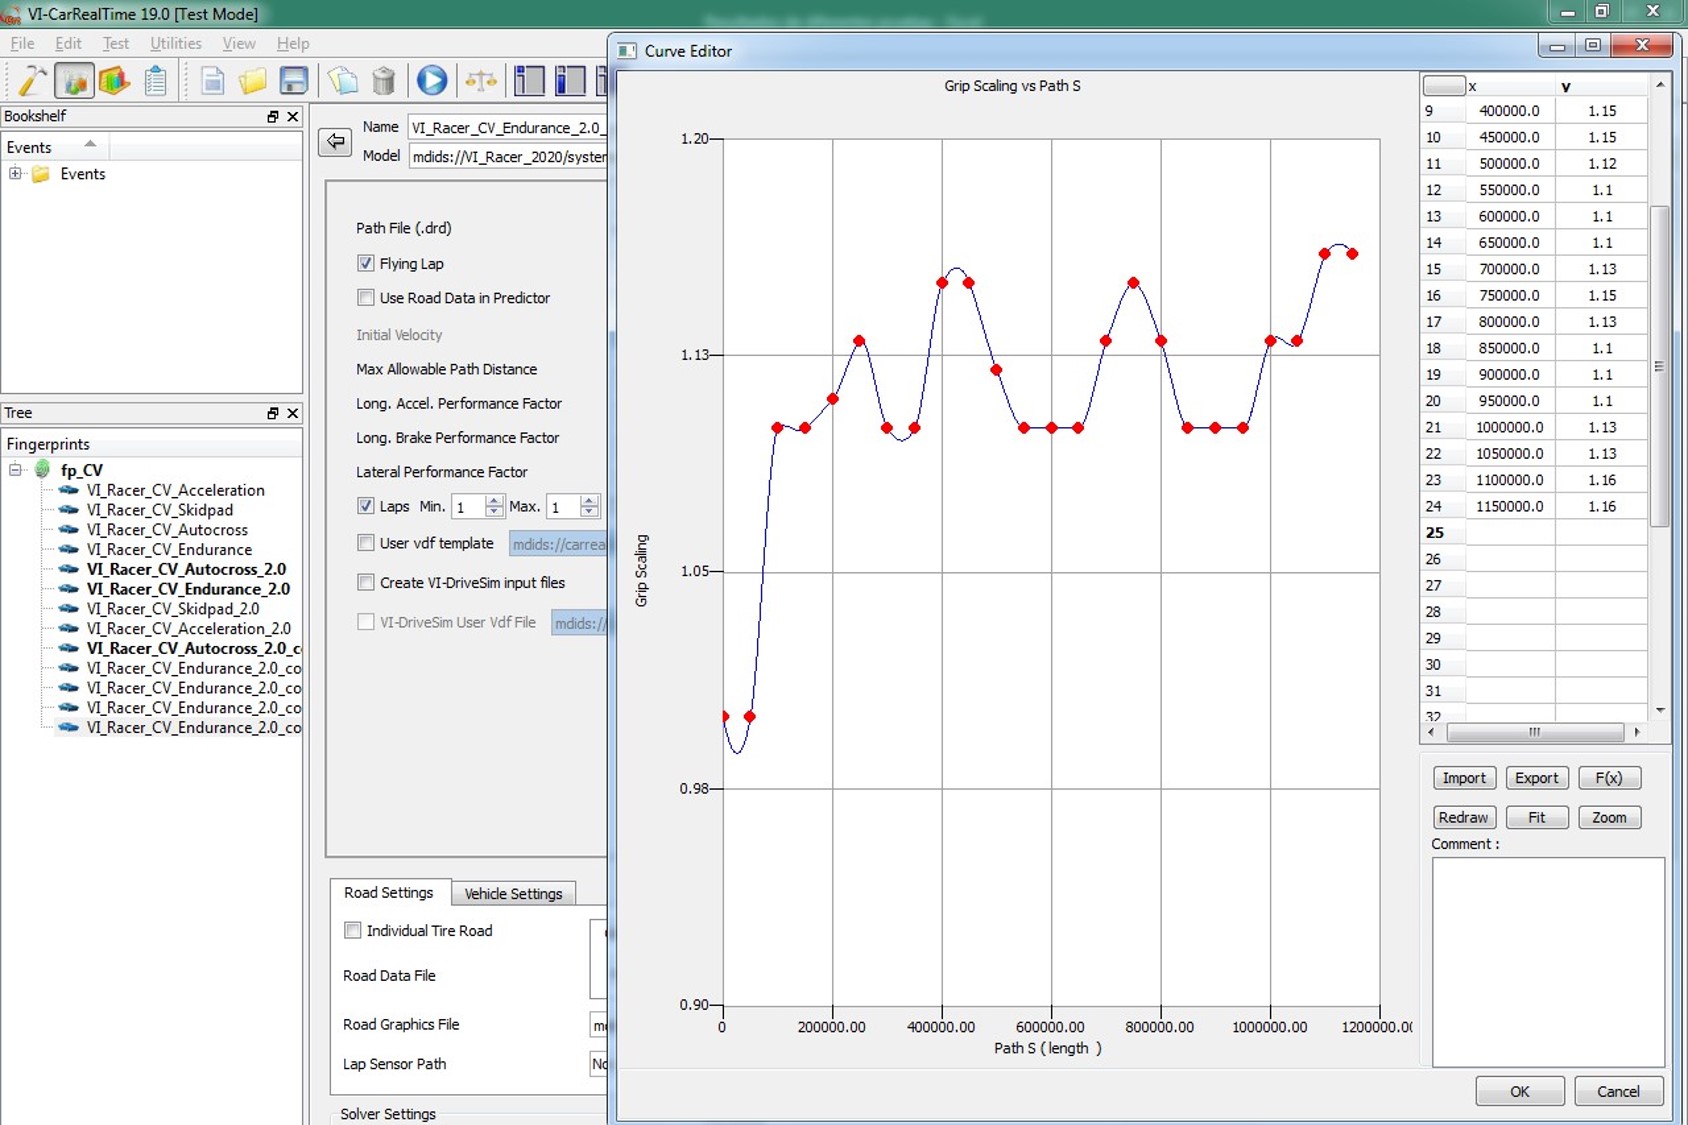 VI-CarRealTime 19.0 [Test Mode]
File Edit Test Utilities View Help
Bookshelf
Events
Events
Tree
Fingerprints
fp_CV
VI_Racer_CV_Acceleration
VI_Racer_CV_Skidpad
VI_Racer_CV_Autocross
VI_Racer_CV_Endurance
VI_Racer_CV_Autocross_2.0
VI_Racer_CV_Endurance_2.0
VI_Racer_CV_Skidpad_2.0
VI_Racer_CV_Acceleration_2.0
VI_Racer_CV_Autocross_2.0_c
VI_Racer_CV_Endurance_2.0_co
VI_Racer_CV_Endurance_2.0_co
VI_Racer_CV_Endurance_2.0_co
VI_Racer_CV_Endurance_2.0_co
Name VI_Racer_CV_Endurance_2.0_
Model mdids://VI_Racer_2020/system
Path File (.drd)
Flying Lap
Use Road Data in Predictor
Initial Velocity
Max Allowable Path Distance
Long. Accel. Performance Factor
Long. Brake Performance Factor
Lateral Performance Factor
Laps Min. 1 Max. 1
User vdf template mdids://carrea
Create VI-DriveSim input files
VI-DriveSim User Vdf File mdids://
Road Settings Vehicle Settings
Individual Tire Road
Road Data File
Road Graphics File
Lap Sensor Path
Solver Settings
Curve Editor
Grip Scaling vs Path S
1.20
1.13
1.05
0.98
0.90
Grip Scaling
0 200000.00 400000.00 600000.00 800000.00 1000000.00 1200000.0
Path S ( length )
x y
9 400000.0 1.15
10 450000.0 1.15
11 500000.0 1.12
12 550000.0 1.1
13 600000.0 1.1
14 650000.0 1.1
15 700000.0 1.13
16 750000.0 1.15
17 800000.0 1.13
18 850000.0 1.1
19 900000.0 1.1
20 950000.0 1.1
21 1000000.0 1.13
22 1050000.0 1.13
23 1100000.0 1.16
24 1150000.0 1.16
25
26
27
28
29
30
31
32
Import Export F(x)
Redraw Fit Zoom
Comment :
OK Cancel